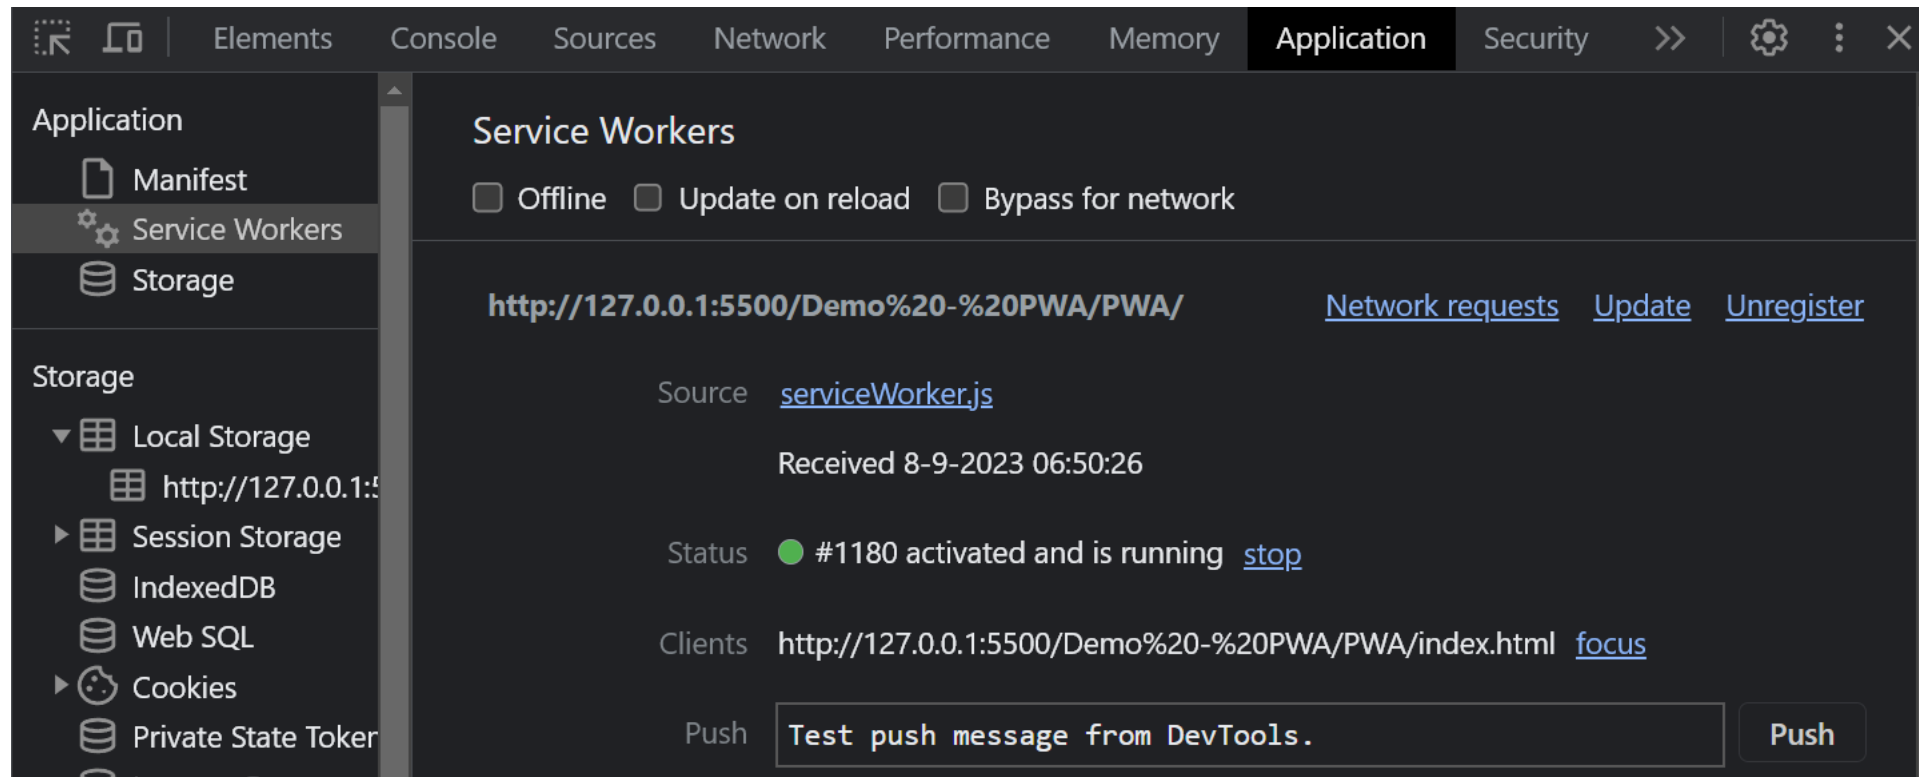 Elements Console Sources Network Performance Memory Application Security
Application
Manifest
Service Workers
Storage
Storage
Local Storage
http://127.0.0.1:5
Session Storage
IndexedDB
Web SQL
Cookies
Private State Token
Service Workers
Offline Update on reload Bypass for network
http://127.0.0.1:5500/Demo%20-%20PWA/PWA/ Network requests Update Unregister
Source serviceWorker.js
Received 8-9-2023 06:50:26
Status #1180 activated and is running stop
Clients http://127.0.0.1:5500/Demo%20-%20PWA/PWA/index.html focus
Push Test push message from DevTools. Push